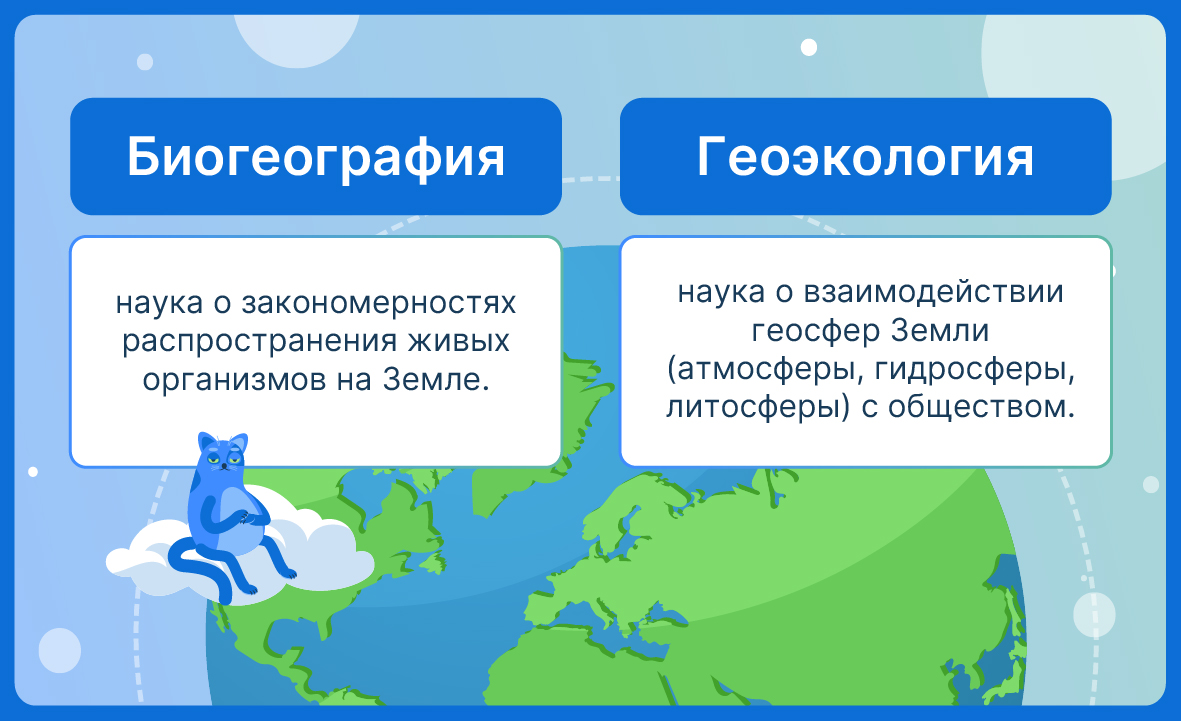 Биогеография
наука о закономерностях
распространения живых
организмов на Земле.
Геоэкология
наука о взаимодействии
геосфер Земли
(атмосферы, гидросферы,
литосферы) с обществом.